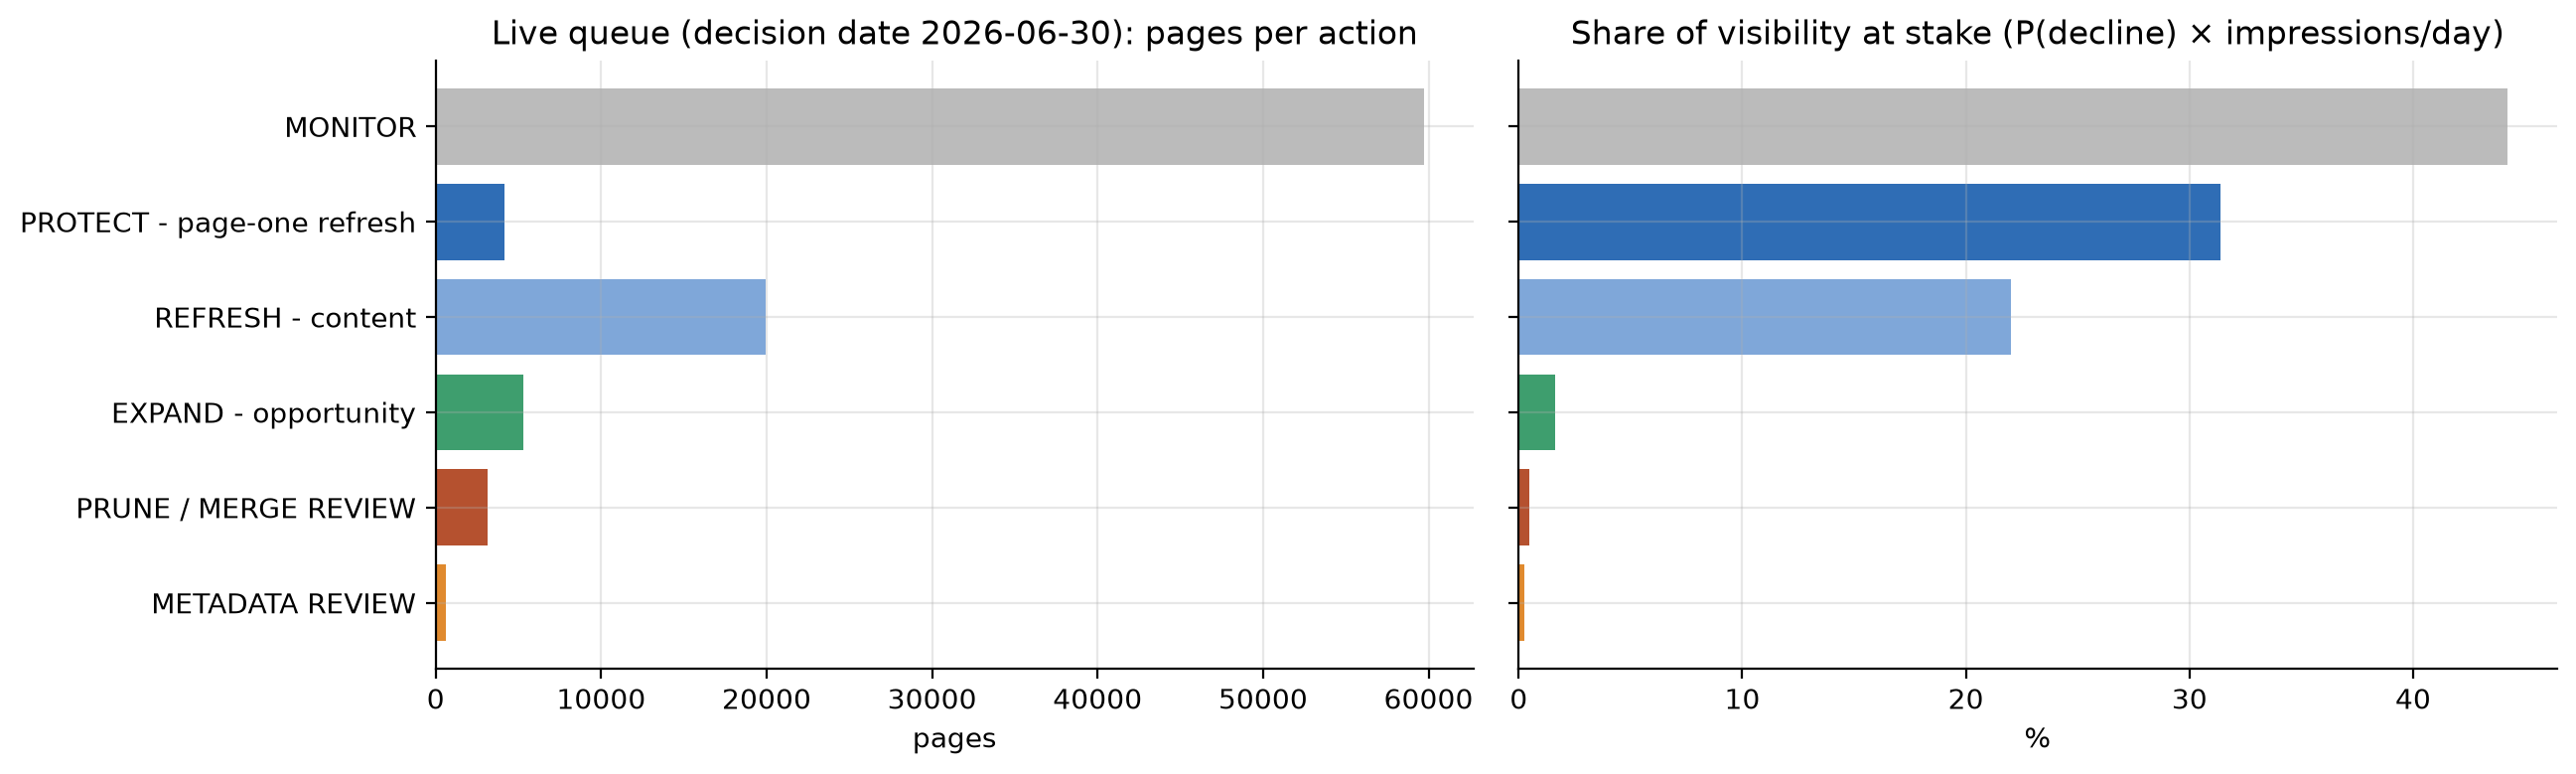 Live queue (decision date 2026-06-30): pages per action
MONITOR
PROTECT - page-one refresh
REFRESH - content
EXPAND - opportunity
PRUNE / MERGE REVIEW
METADATA REVIEW
0 10000 20000 30000 40000 50000 60000
pages
Share of visibility at stake (P(decline) × impressions/day)
0 10 20 30 40
%